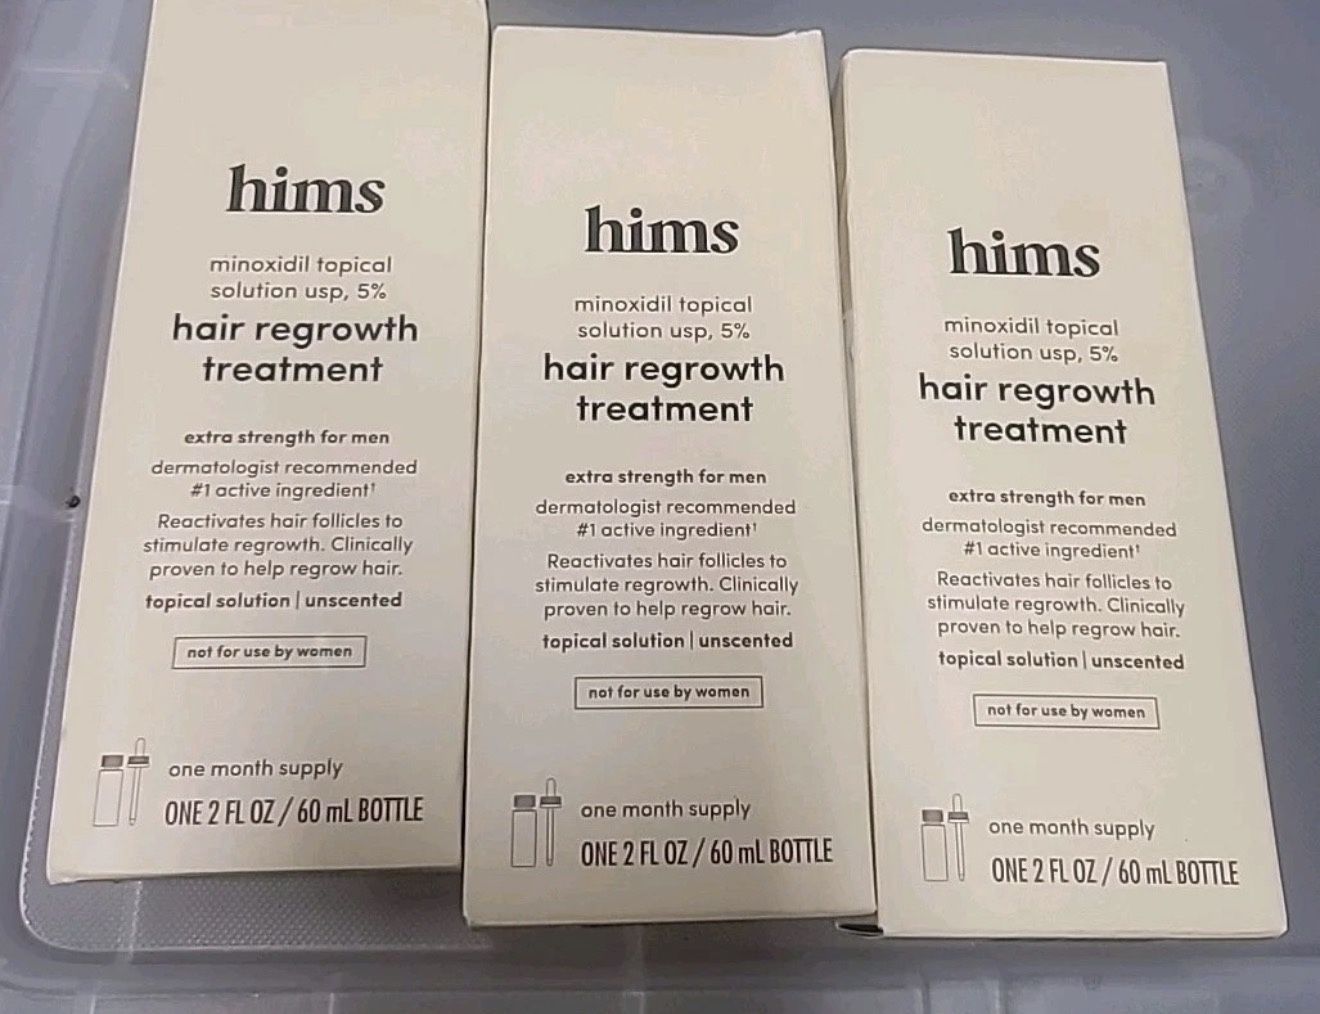 hims
minoxidil topical
solution usp, 5%
hair regrowth
treatment
extra strength for men
dermatologist recommended
#1 active ingredient†
Reactivates hair follicles to
stimulate regrowth. Clinically
proven to help regrow hair.
topical solution | unscented
not for use by women
one month supply
ONE 2 FL OZ / 60 mL BOTTLE
hims
minoxidil topical
solution usp, 5%
hair regrowth
treatment
extra strength for men
dermatologist recommended
#1 active ingredient†
Reactivates hair follicles to
stimulate regrowth. Clinically
proven to help regrow hair.
topical solution | unscented
not for use by women
one month supply
ONE 2 FL OZ / 60 mL BOTTLE
hims
minoxidil topical
solution usp, 5%
hair regrowth
treatment
extra strength for men
dermatologist recommended
#1 active ingredient†
Reactivates hair follicles to
stimulate regrowth. Clinically
proven to help regrow hair.
topical solution | unscented
not for use by women
one month supply
ONE 2 FL OZ / 60 mL BOTTLE